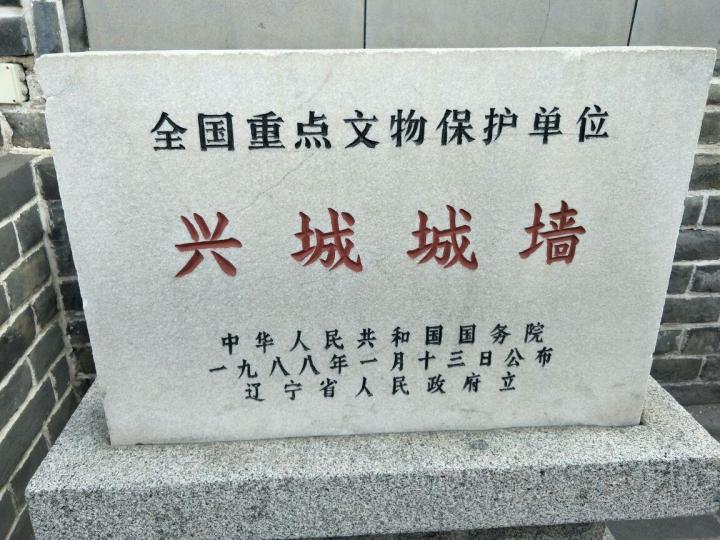 全国重点文物保护单位
兴城城墙
中华人民共和国国务院
一九八八年一月十三日公布
辽宁省人民政府立